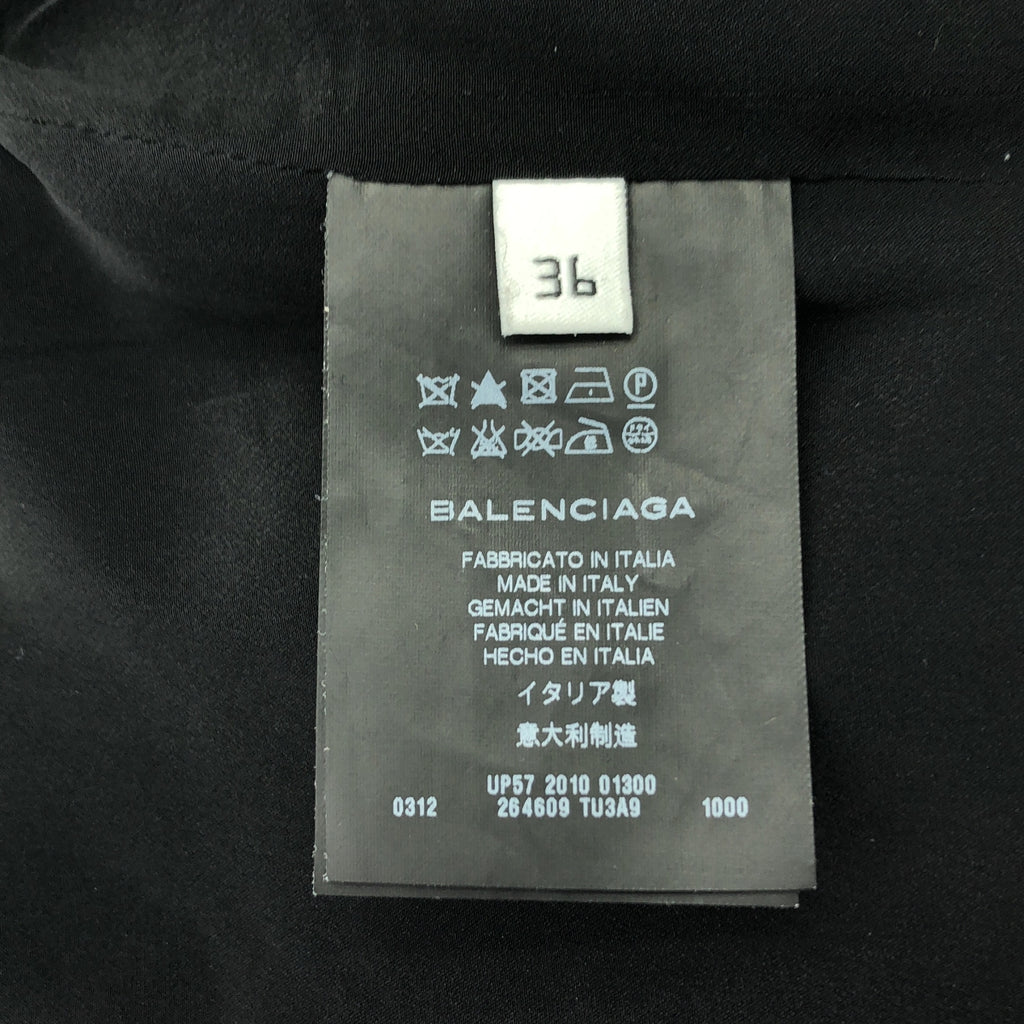 36
P
BALENCIAGA
FABBRICATO IN ITALIA
MADE IN ITALY
GEMACHT IN ITALIEN
FABRIQUÉ EN ITALIE
HECHO EN ITALIA
イタリア製
意大利制造
UP57 2010 01300
0312 264609 TU3A9 1000